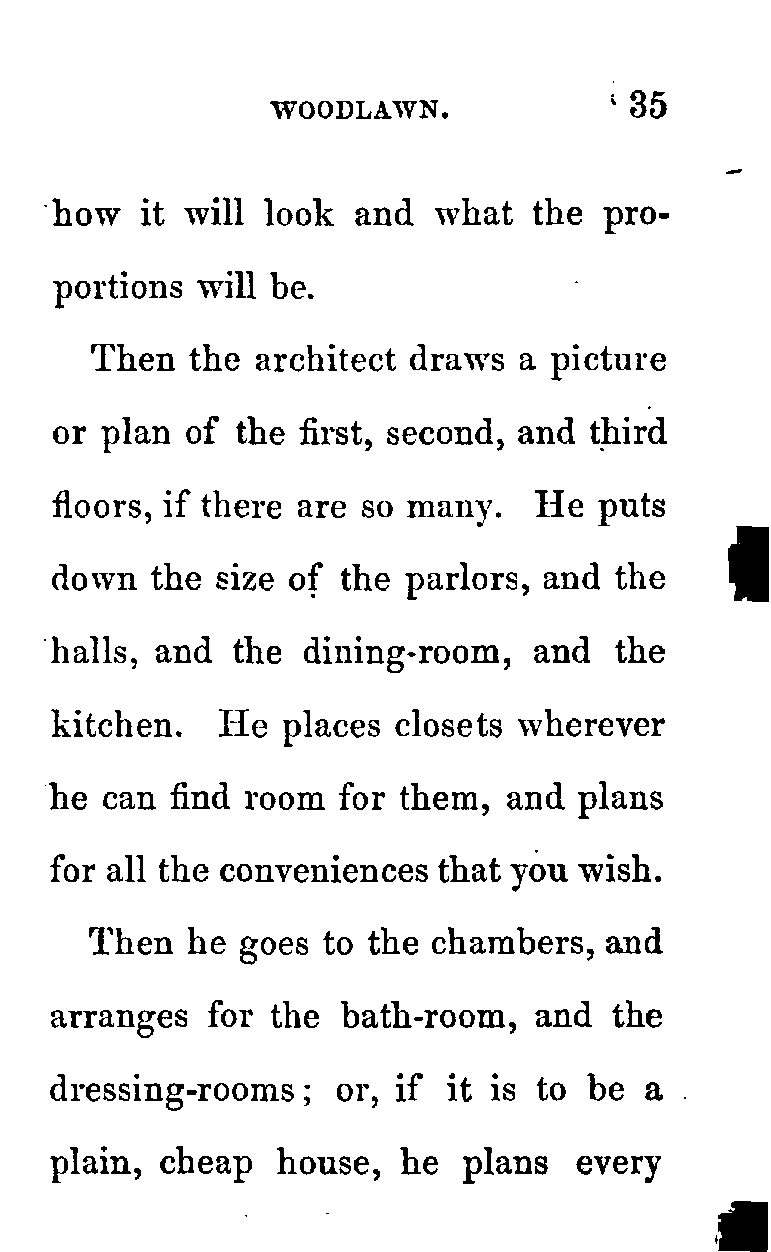 WOODLAWN. 35
how it will look and what the pro-
portions will be.
Then the architect draws a picture
or plan of the first, second, and third
floors, if there are so many. He puts
down the size of the parlors, and the
halls, and the dining-room, and the
kitchen. He places closets wherever
he can find room for them, and plans
for all the conveniences that you wish.
Then he goes to the chambers, and
arranges for the bath-room, and the
dressing-rooms; or, if it is to be a
plain, cheap house, he plans every